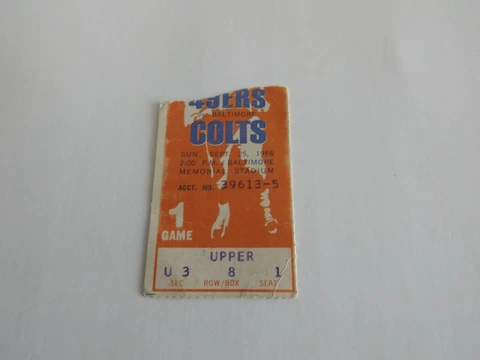 49ERS
BALTIMORE
COLTS
SUN., SEPT. 25, 1966
2:00 P.M. BALTIMORE
MEMORIAL STADIUM
ACCT. NO. 39613-5
1
GAME
UPPER
U 3 8 1
SEC ROW/BOX SEAT